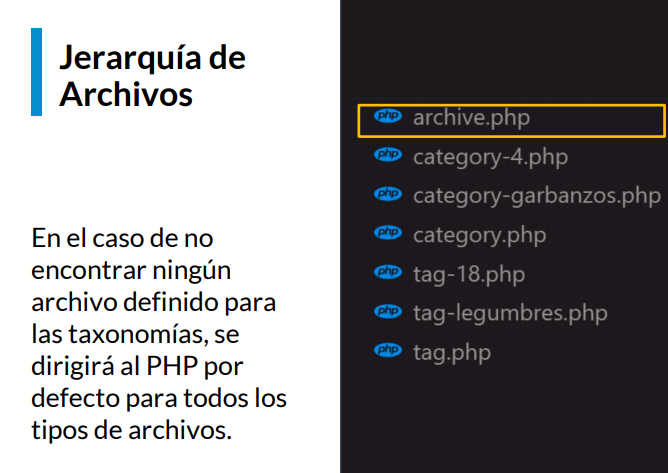 Jerarquía de
Archivos
En el caso de no
encontrar ningún
archivo definido para
las taxonomías, se
dirigirá al PHP por
defecto para todos los
tipos de archivos.
php archive.php
php category-4.php
php category-garbanzos.php
php category.php
php tag-18.php
php tag-legumbres.php
php tag.php